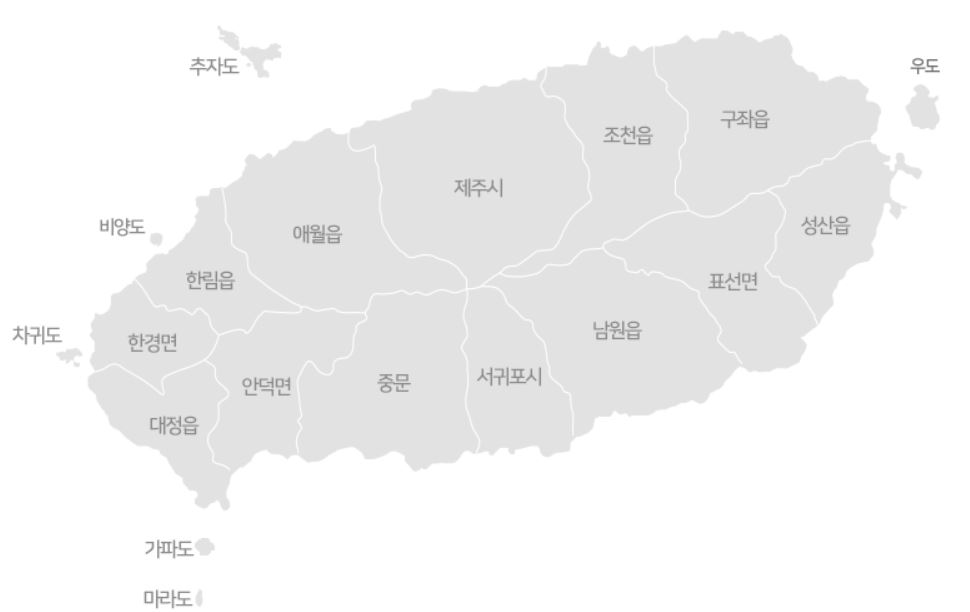 추자도
우도
구좌읍
조천읍
제주시
성산읍
비양도
애월읍
한림읍
표선면
차귀도
한경면
남원읍
서귀포시
중문
안덕면
대정읍
가파도
마라도